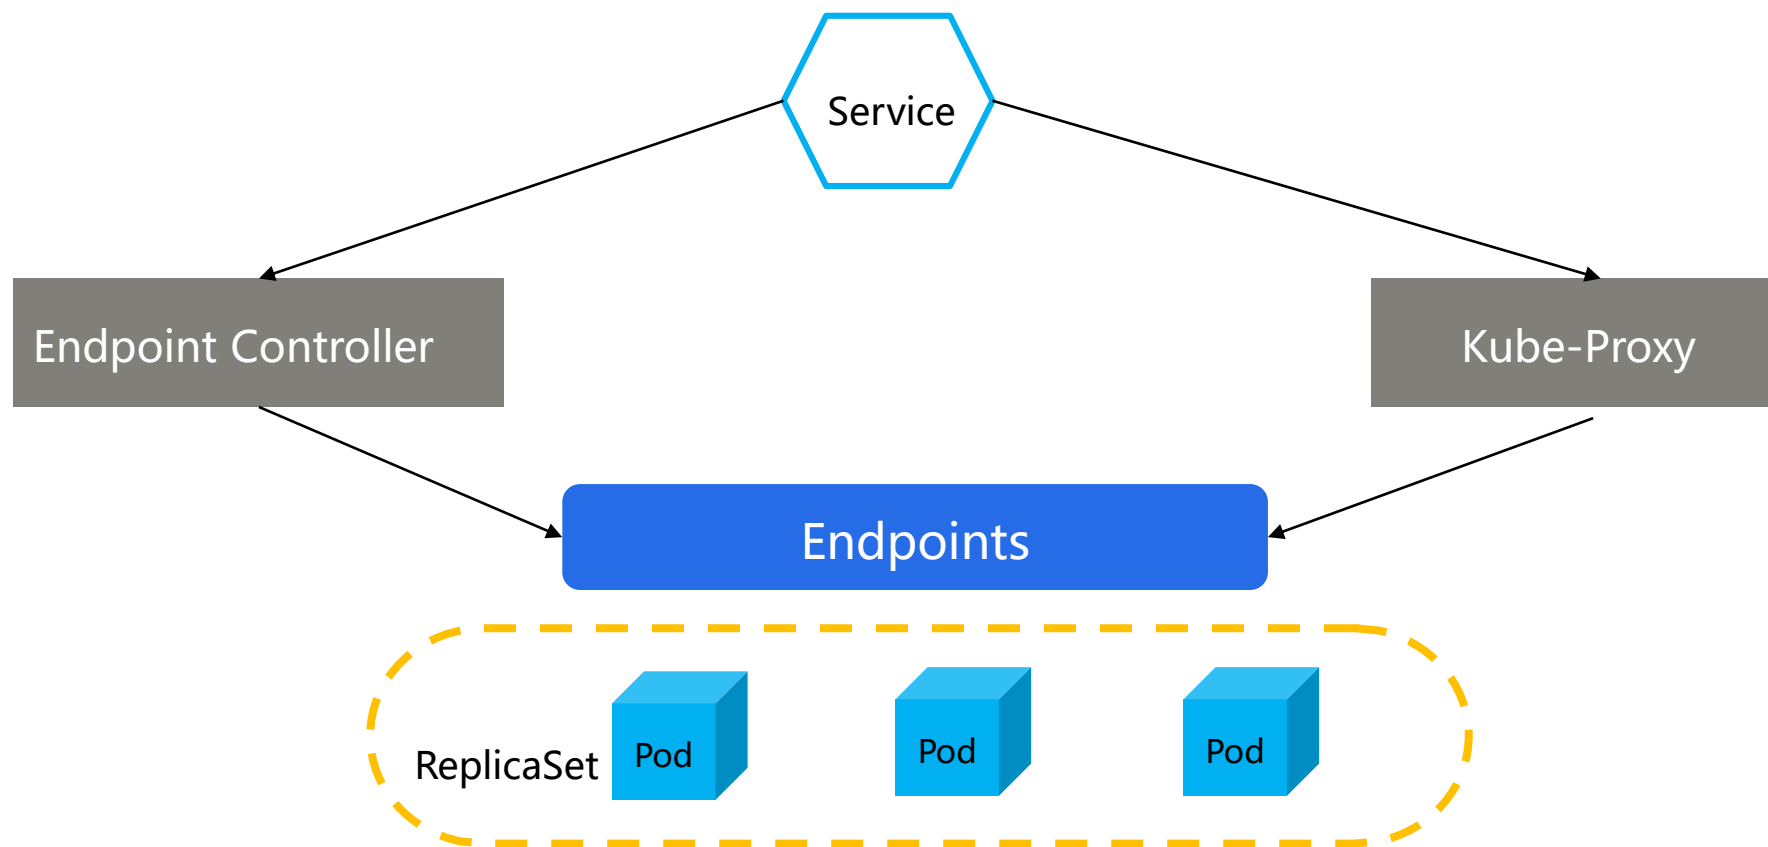 Service
Endpoint Controller
Kube-Proxy
Endpoints
ReplicaSet
Pod
Pod
Pod